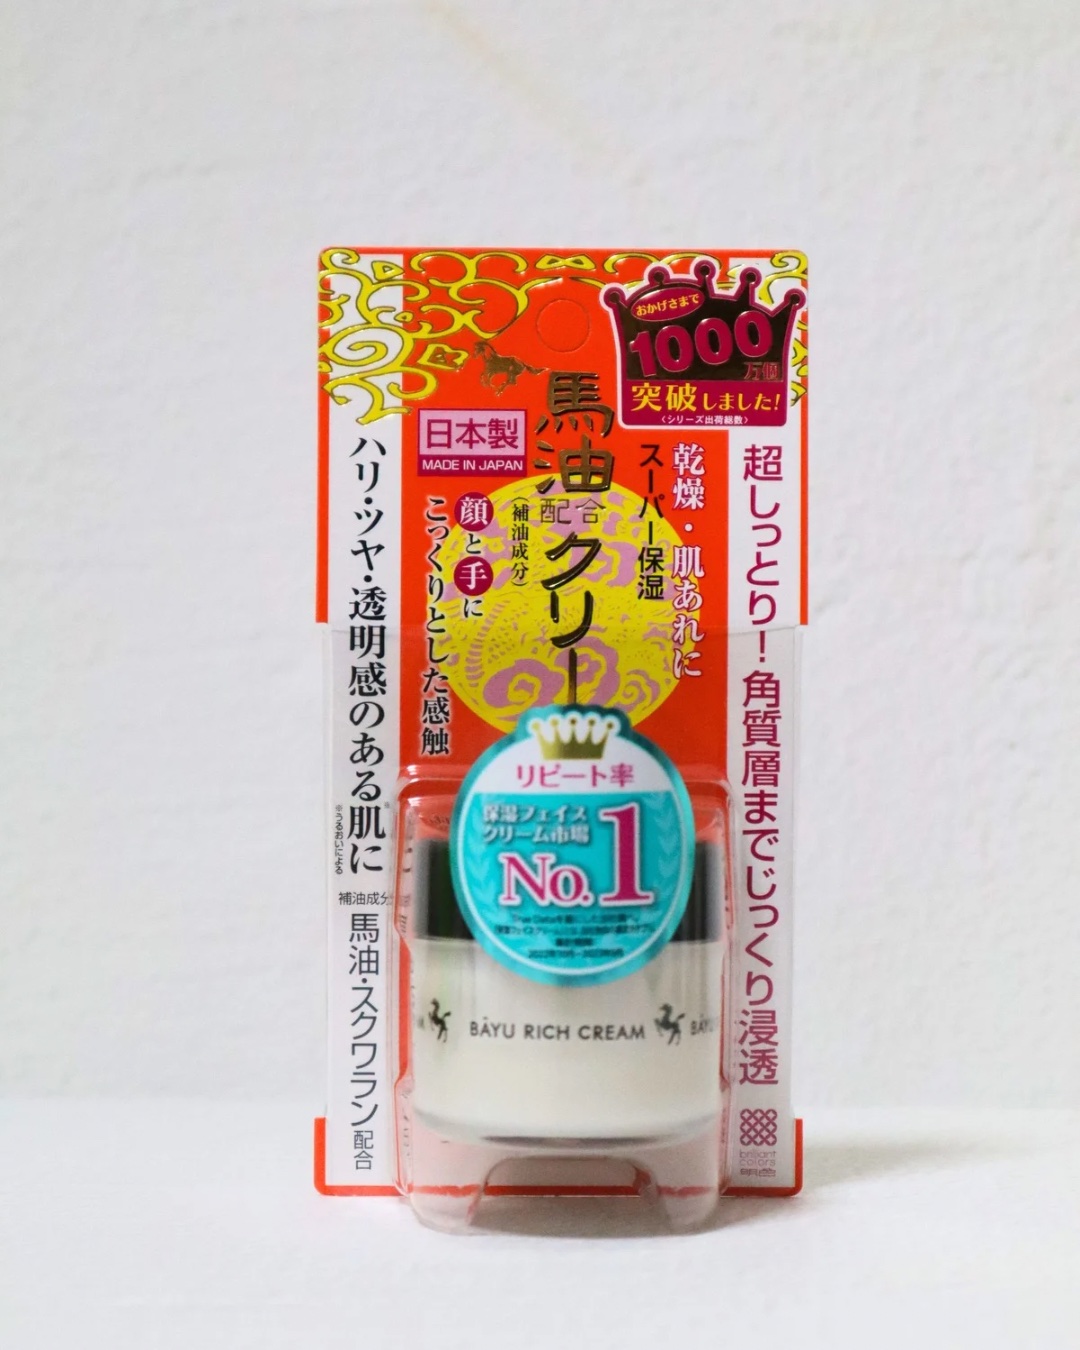 おかげさまで
1000
万個
突破しました!
〈シリーズ出荷総数〉
超しっとり!角質層までじっくり浸透
乾燥・肌あれに
スーパー保湿
馬油
配合
クリー
(補油成分)
日本製
MADE IN JAPAN
顔と手に
こっくりとした感触
ハリ・ツヤ・透明感のある肌に
※うるおいによる
補油成分
馬油・スクワラン配合
リピート率
保湿フェイス
クリーム市場
No.1
BĀYU RICH CREAM
BĀYU
brilliant
colors